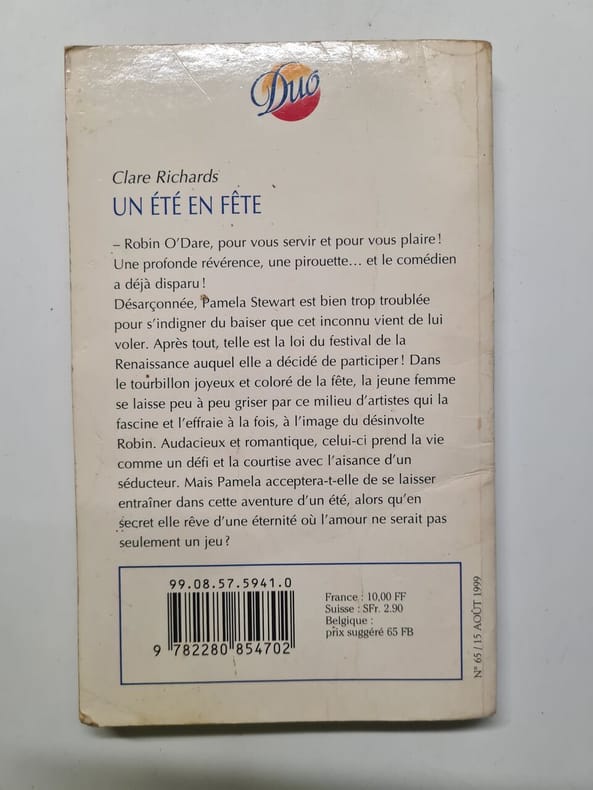 Duo
Clare Richards
UN ÉTÉ EN FÊTE
– Robin O'Dare, pour vous servir et pour vous plaire !
Une profonde révérence, une pirouette... et le comédien
a déjà disparu !
Désarçonnée, Pamela Stewart est bien trop troublée
pour s'indigner du baiser que cet inconnu vient de lui
voler. Après tout, telle est la loi du festival de la
Renaissance auquel elle a décidé de participer ! Dans
le tourbillon joyeux et coloré de la fête, la jeune femme
se laisse peu à peu griser par ce milieu d'artistes qui la
fascine et l'effraie à la fois, à l'image du désinvolte
Robin. Audacieux et romantique, celui-ci prend la vie
comme un défi et la courtise avec l'aisance d'un
séducteur. Mais Pamela acceptera-t-elle de se laisser
entraîner dans cette aventure d'un été, alors qu'en
secret elle rêve d'une éternité où l'amour ne serait pas
seulement un jeu ?
99.08.57.5941.0
9 782280 854702
France : 10,00 FF
Suisse : SFr. 2.90
Belgique :
prix suggéré 65 FB
N° 65 / 15 AOÛT 1999